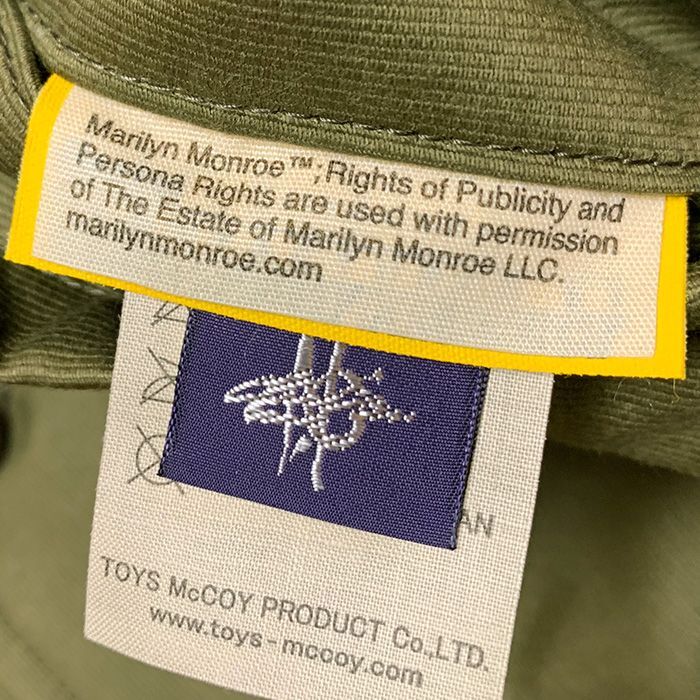 Marilyn Monroe™; Rights of Publicity and
Persona Rights are used with permission
of The Estate of Marilyn Monroe LLC.
marilynmonroe.com
AN
TOYS McCOY PRODUCT Co.,LTD.
www.toys-mccoy.com